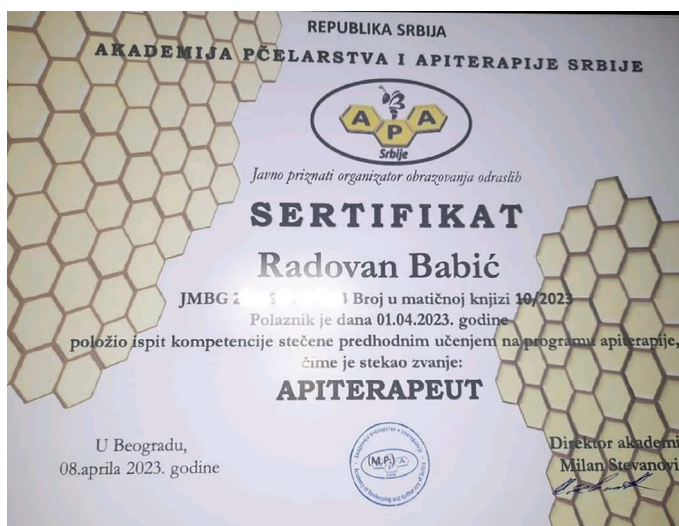 REPUBLIKA SRBIJA
AKADEMIJA PČELARSTVA I APITERAPIJE SRBIJE
APA
Srbije
Javno priznati organizator obrazovanja odraslih
SERTIFIKAT
Radovan Babić
JMBG Broj u matičnoj knjizi 10/2023
Polaznik je dana 01.04.2023. godine
položio ispit kompetencije stečene predhodnim učenjem na programu apiterapije,
čime je stekao zvanje:
APITERAPEUT
U Beogradu,
08.aprila 2023. godine
(M.P.)
Direktor akademi
Milan Stevanovi